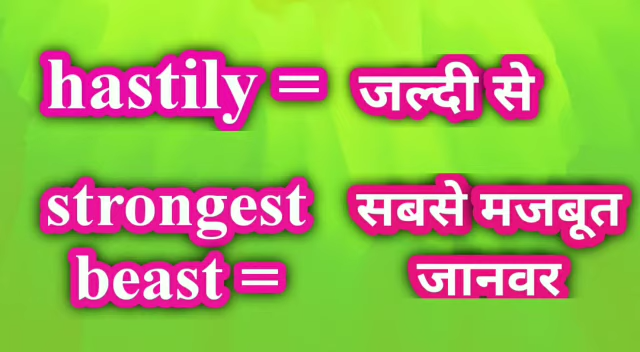 hastily = जल्दी से
strongest सबसे मजबूत
beast = जानवर